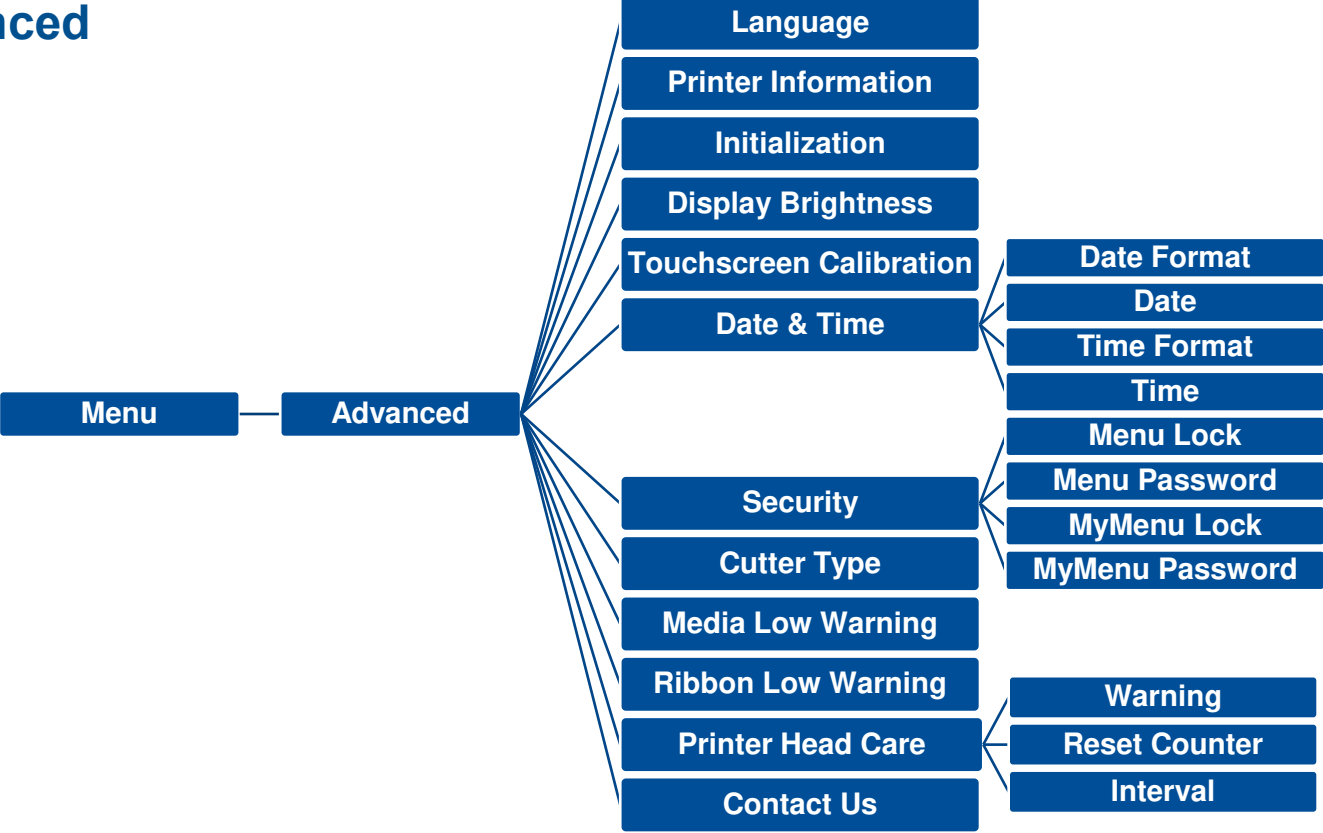 nced
Language
Printer Information
Initialization
Display Brightness
Touchscreen Calibration
Date & Time
Date Format
Date
Time Format
Time
Menu
Advanced
Security
Menu Lock
Menu Password
MyMenu Lock
MyMenu Password
Cutter Type
Media Low Warning
Ribbon Low Warning
Printer Head Care
Warning
Reset Counter
Interval
Contact Us